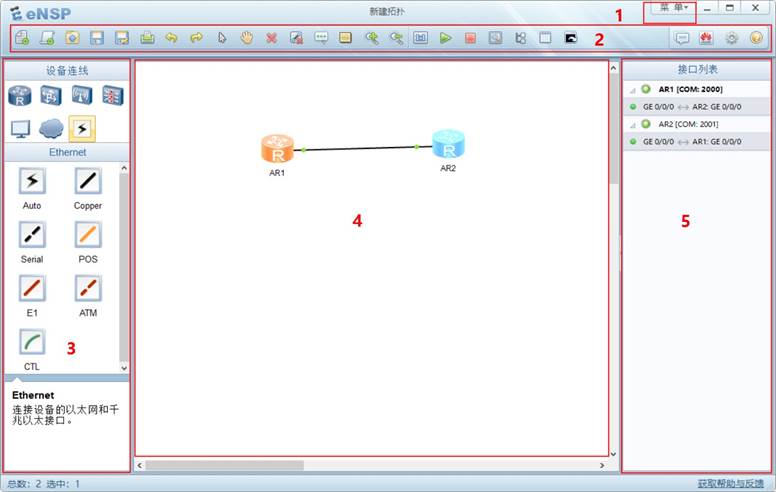 eNSP
新建拓扑
1
菜 单
2
设备连线
Ethernet
Auto
Copper
Serial
POS
E1
ATM
CTL
3
Ethernet
连接设备的以太网和千
兆以太接口。
AR1
AR2
R
R
4
接口列表
AR1 [COM: 2000]
GE 0/0/0 <-> AR2: GE 0/0/0
AR2 [COM: 2001]
GE 0/0/0 <-> AR1: GE 0/0/0
5
总数：2 选中：1
获取帮助与反馈